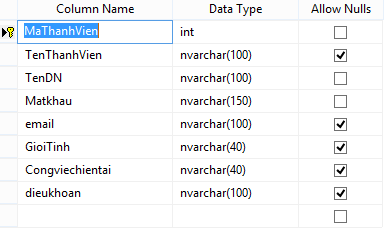 Column Name Data Type Allow Nulls
MaThanhVien int
TenThanhVien nvarchar(100)
TenDN nvarchar(100)
Matkhau nvarchar(150)
email nvarchar(100)
GioiTinh nvarchar(40)
Congviechientai nvarchar(40)
dieukhoan nvarchar(100)